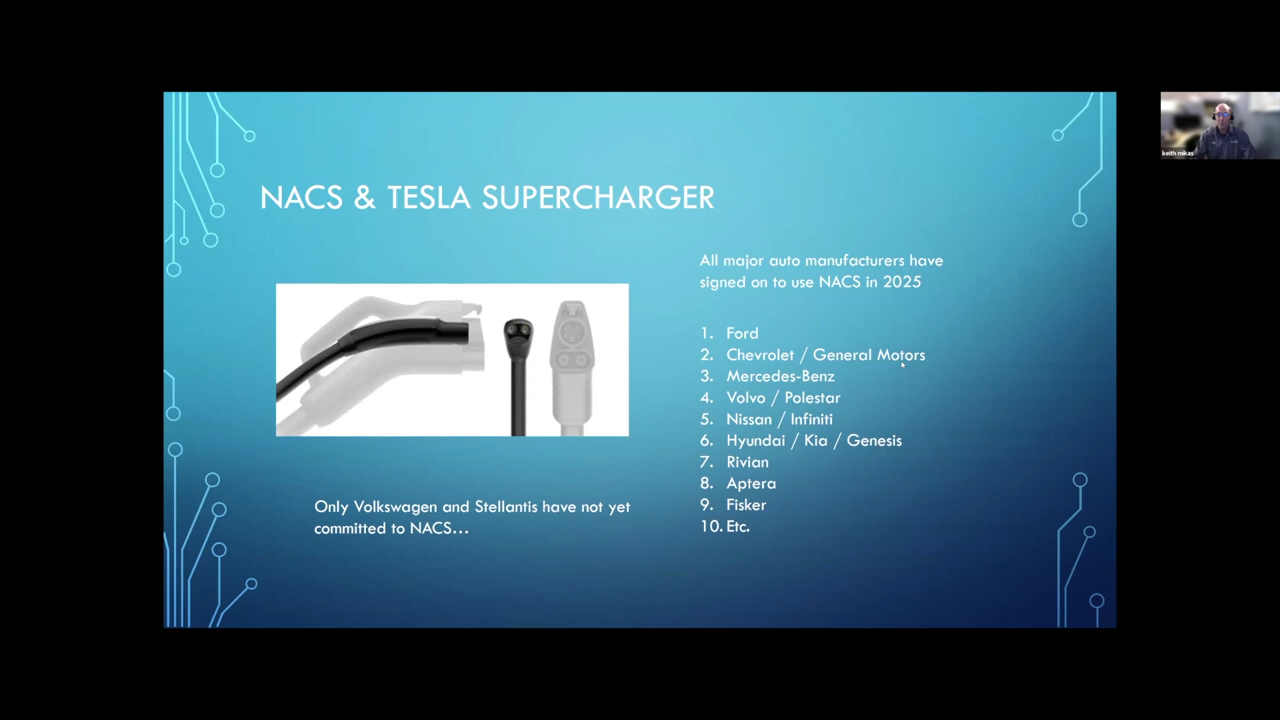 NACS & TESLA SUPERCHARGER
All major auto manufacturers have
signed on to use NACS in 2025
1. Ford
2. Chevrolet / General Motors
3. Mercedes-Benz
4. Volvo / Polestar
5. Nissan / Infiniti
6. Hyundai / Kia / Genesis
7. Rivian
8. Aptera
9. Fisker
10. Etc.
Only Volkswagen and Stellantis have not yet
committed to NACS...
keith mikas